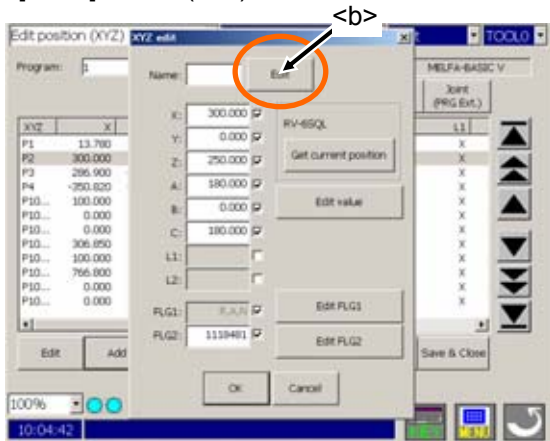 <b>
Edit position (XYZ)
XYZ edit
TOOL0
Program:
1
Name:
Edit
MELFA-BASIC V
Joint
(PRG Ext.)
XYZ X L1
P1 13.780 X
P2 300.000 X
P3 286.900 X
P4 -350.820 X
P10... 100.000 X
P10... 0.000 X
P10... 0.000 X
P10... 306.850 X
P10... 100.000 X
P10... 766.800 X
P10... 0.000 X
P10... 0.000 X
X: 300.000
Y: 0.000
Z: 250.000
A: 180.000
B: 0.000
C: 180.000
L1:
L2:
FLG1: R,A,N
FLG2: 1118481
RV-6SQL
Get current position
Edit value
Edit FLG1
Edit FLG2
OK Cancel
Edit Add
Save & Close
100%
10:04:42